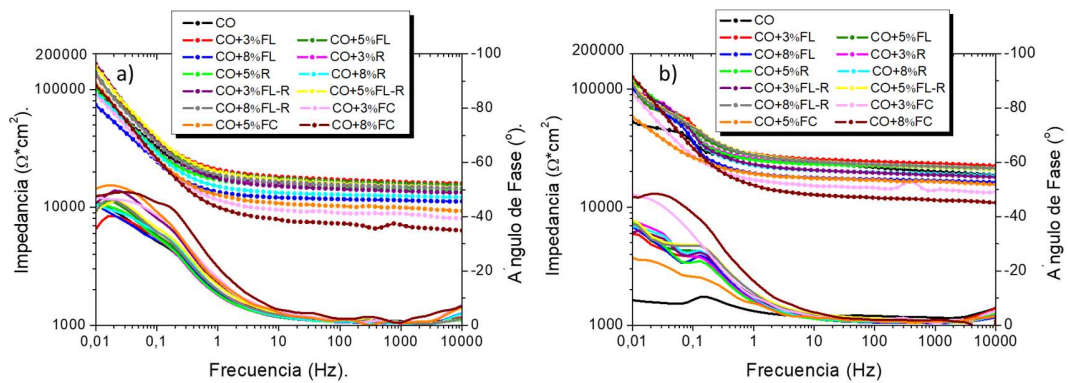 CO
CO+3%FL CO+5%FL
CO+8%FL CO+3%R
CO+5%R CO+8%R
CO+3%FL-R CO+5%FL-R
CO+8%FL-R CO+3%FC
CO+5%FC CO+8%FC
a)
200000
100000
10000
1000
Impedancia (Ω*cm2)
-100
-80
-60
-40
-20
0
Angulo de Fase (°).
0,01 0,1 1 10 100 1000 10000
Frecuencia (Hz).
CO
CO+3%FL CO+5%FL
CO+8%FL CO+3%R
CO+5%R CO+8%R
CO+3%FL-R CO+5%FL-R
CO+8%FL-R CO+3%FC
CO+5%FC CO+8%FC
b)
200000
100000
10000
1000
Impedancia (Ω*cm²)
-100
-80
-60
-40
-20
0
Angulo de Fase (°)
0,01 0,1 1 10 100 1000 10000
Frecuencia (Hz)